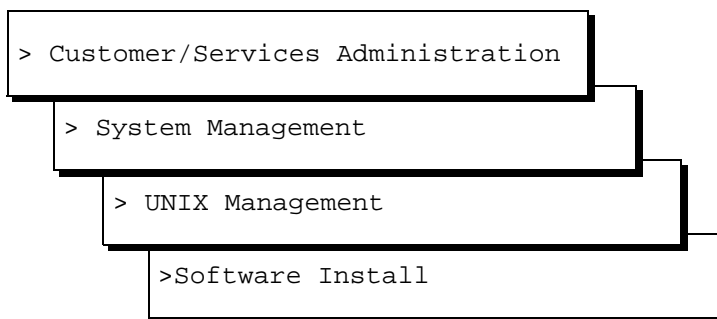 > Customer/Services Administration
> System Management
> UNIX Management
>Software Install